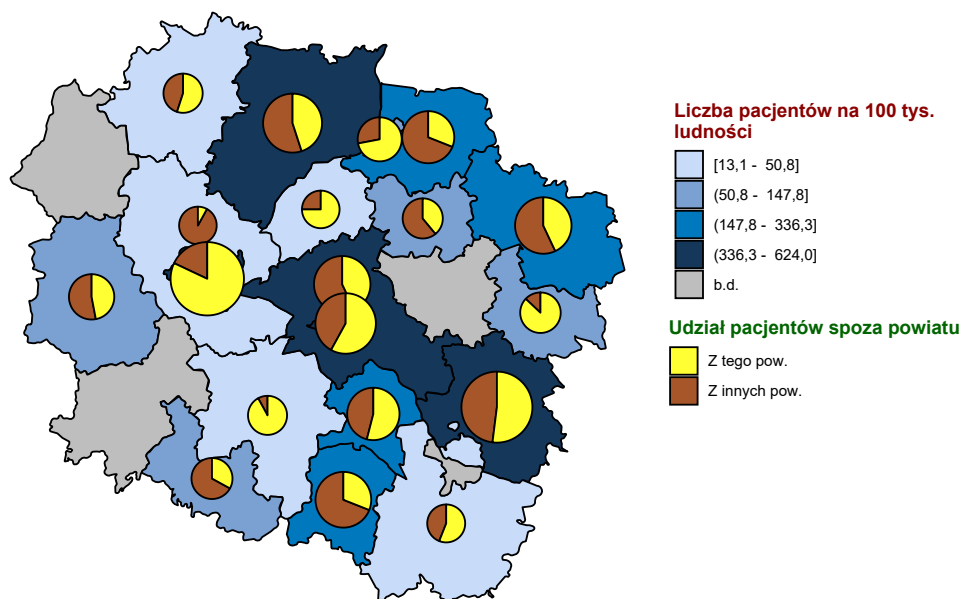 Liczba pacjentów na 100 tys.
ludności
[13,1 - 50,8]
(50,8 - 147,8]
(147,8 - 336,3]
(336,3 - 624,0]
b.d.
Udział pacjentów spoza powiatu
Z tego pow.
Z innych pow.